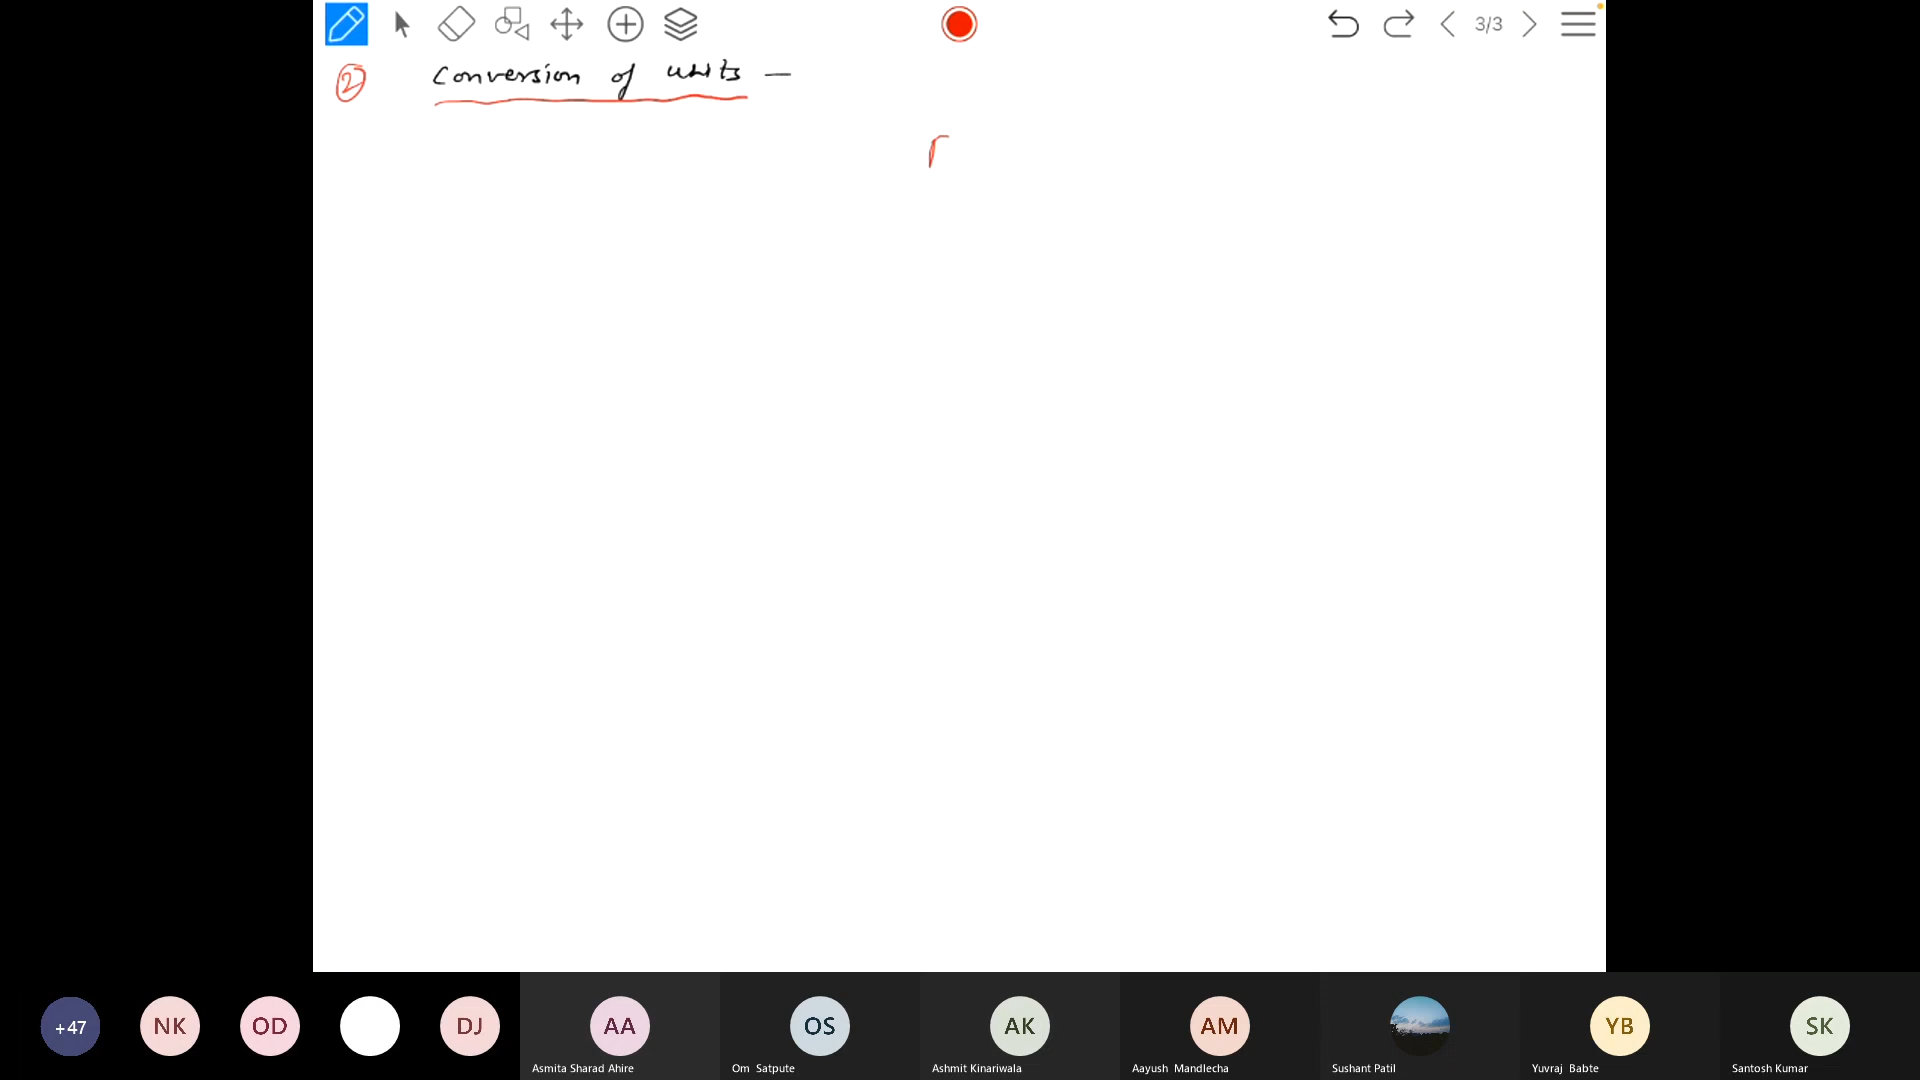 3/3
② Conversion of units —
+47 NK OD DJ AA OS AK AM YB SK
Asmita Sharad Ahire Om Satpute Ashmit Kinariwala Aayush Mandlecha Sushant Patil Yuvraj Babte Santosh Kumar